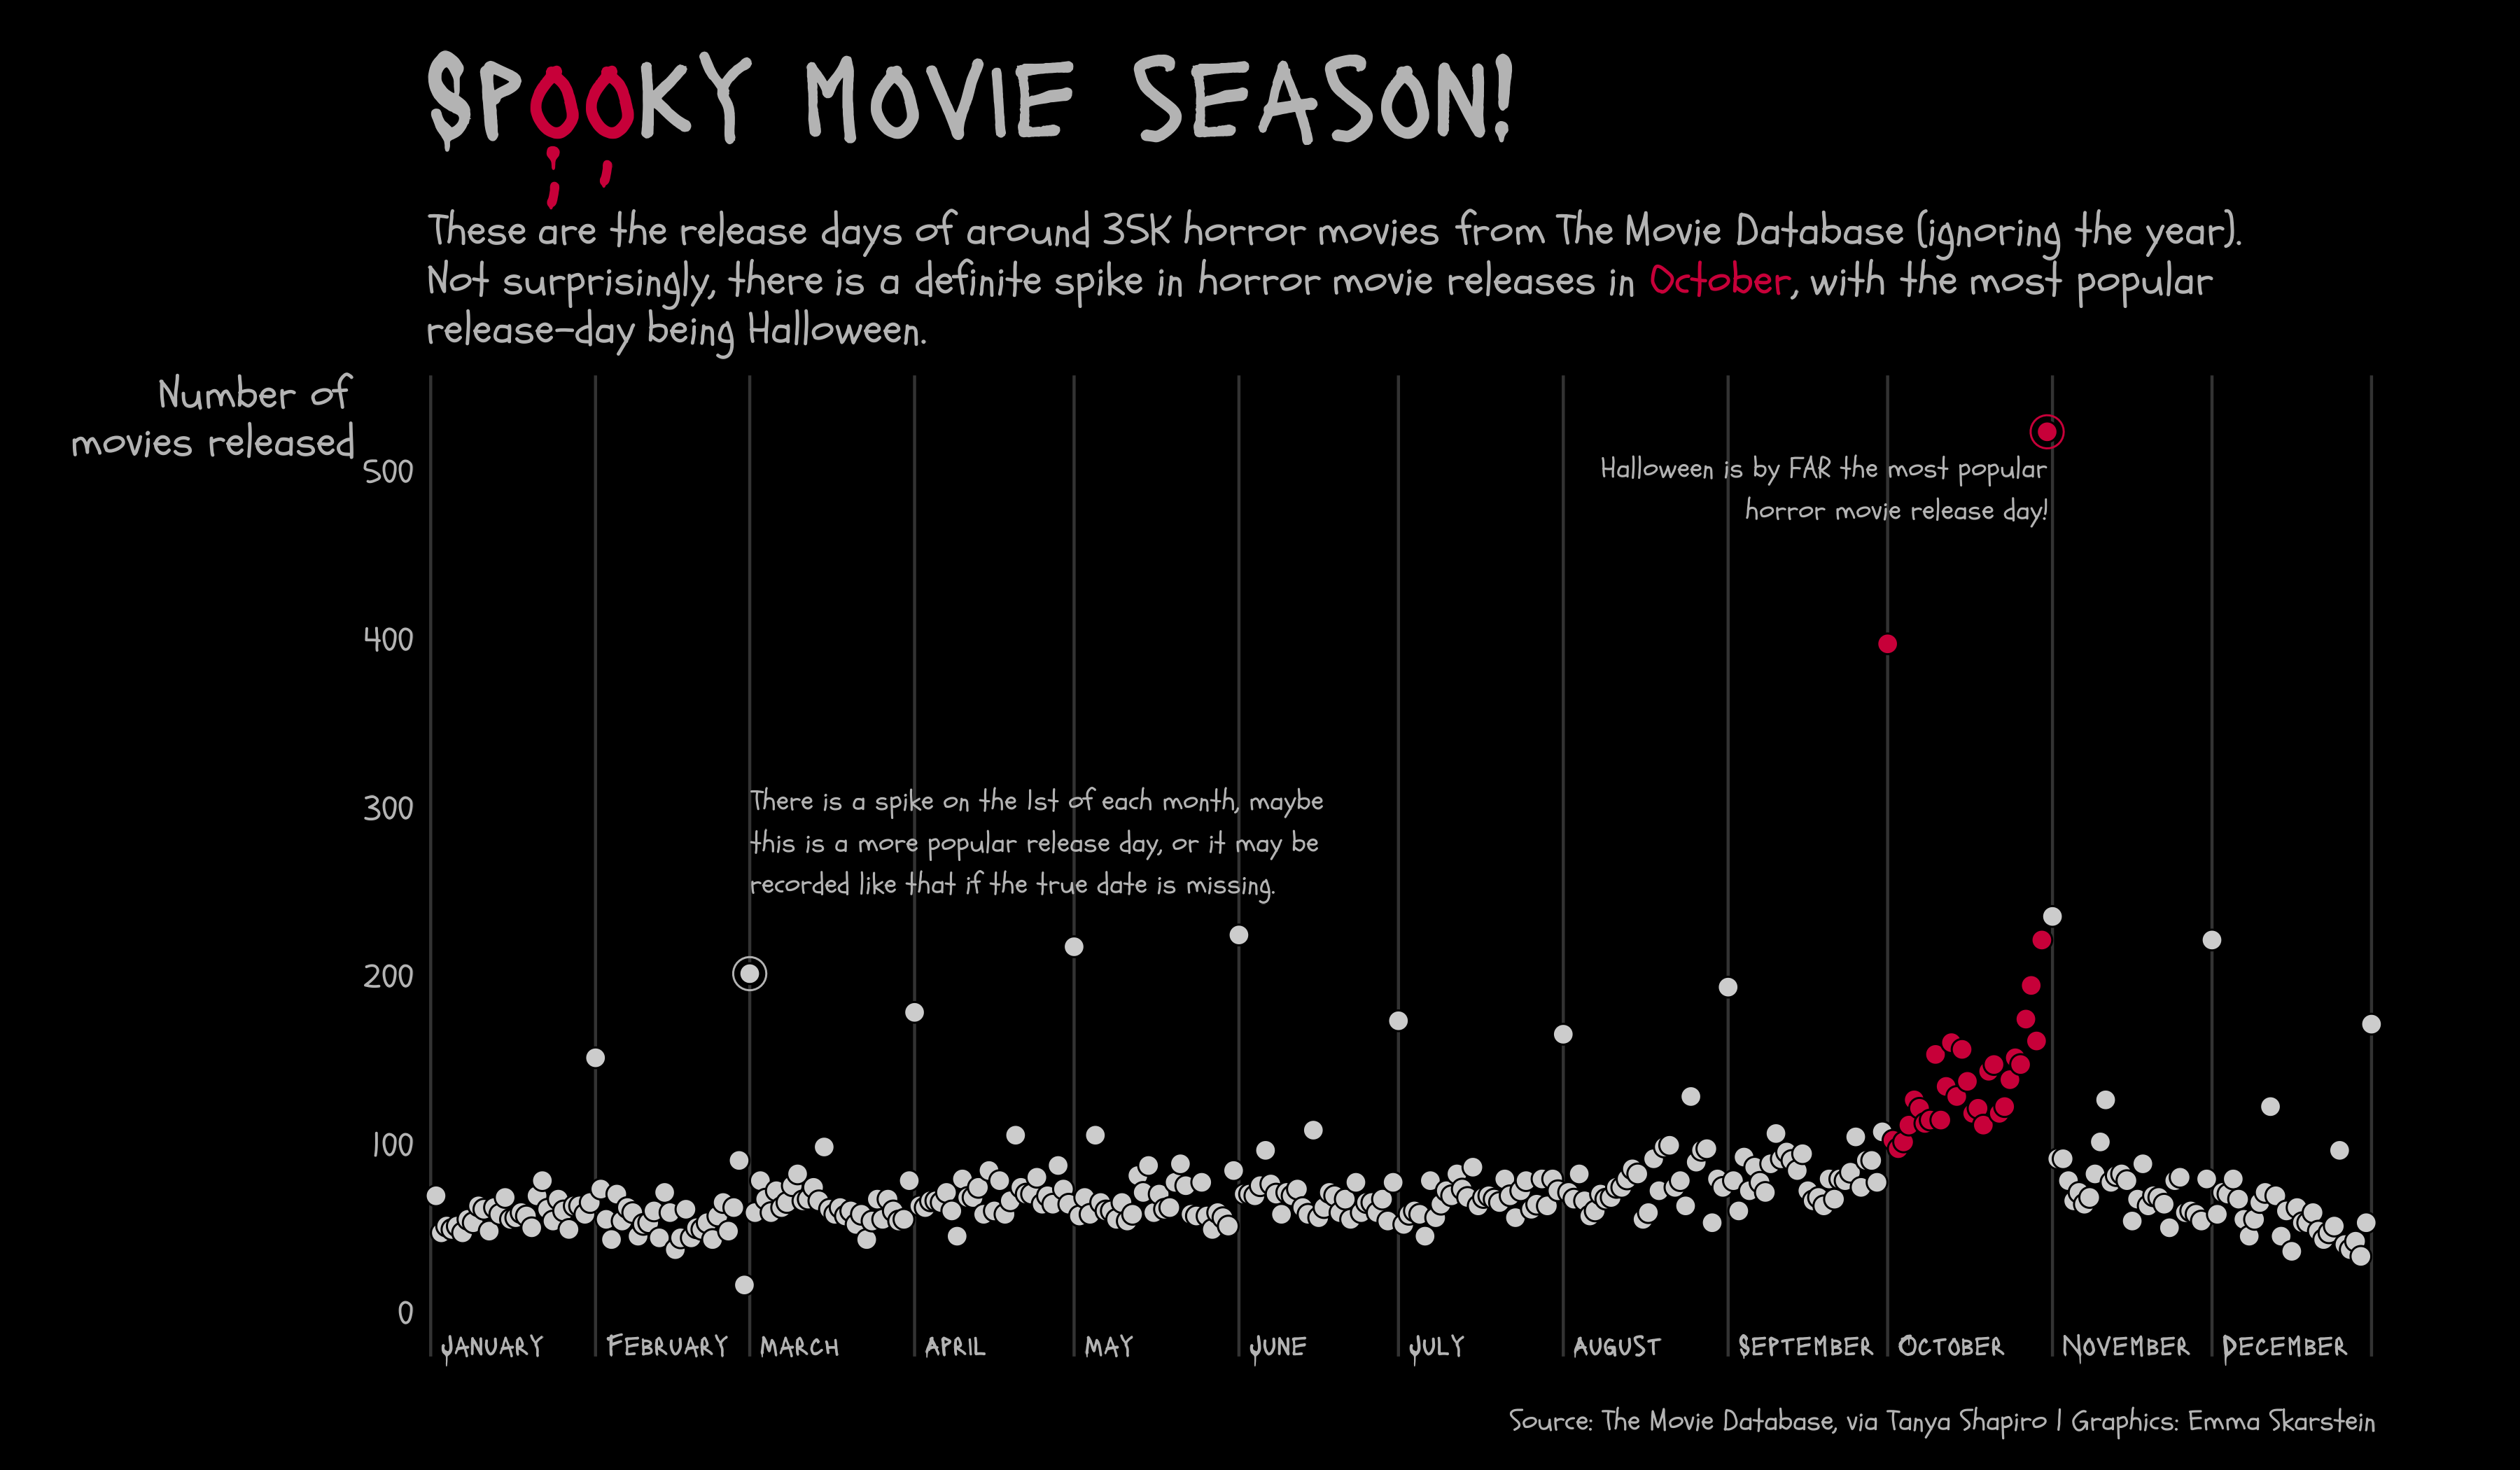 SPOOKY MOVIE SEASON!
These are the release days of around 35K horror movies from The Movie Database (ignoring the year).
Not surprisingly, there is a definite spike in horror movie releases in October, with the most popular
release-day being Halloween.
Number of
movies released
500
400
300
200
100
0
Halloween is by FAR the most popular
horror movie release day!
There is a spike on the 1st of each month, maybe
this is a more popular release day, or it may be
recorded like that if the true date is missing.
JANUARY FEBRUARY MARCH APRIL MAY JUNE JULY AUGUST SEPTEMBER OCTOBER NOVEMBER DECEMBER
Source: The Movie Database, via Tanya Shapiro | Graphics: Emma Skarstein